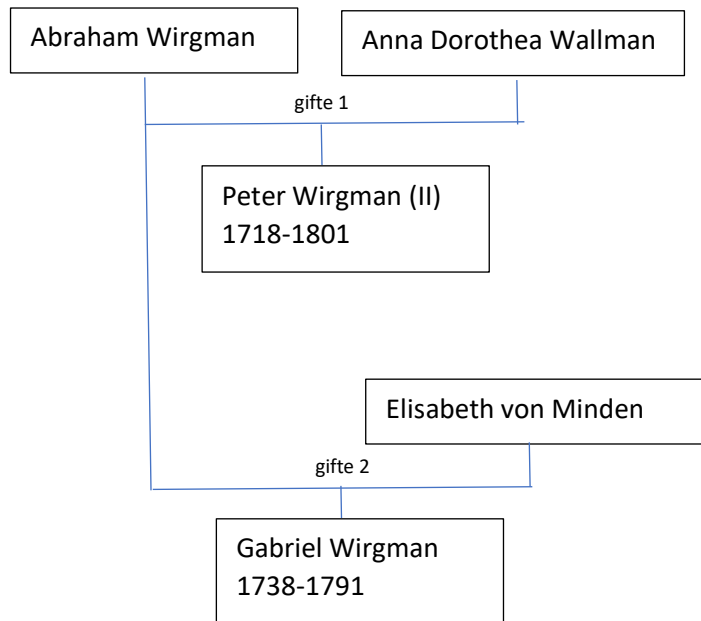 Abraham Wirgman
Anna Dorothea Wallman
gifte 1
Peter Wirgman (II)
1718-1801
Elisabeth von Minden
gifte 2
Gabriel Wirgman
1738-1791